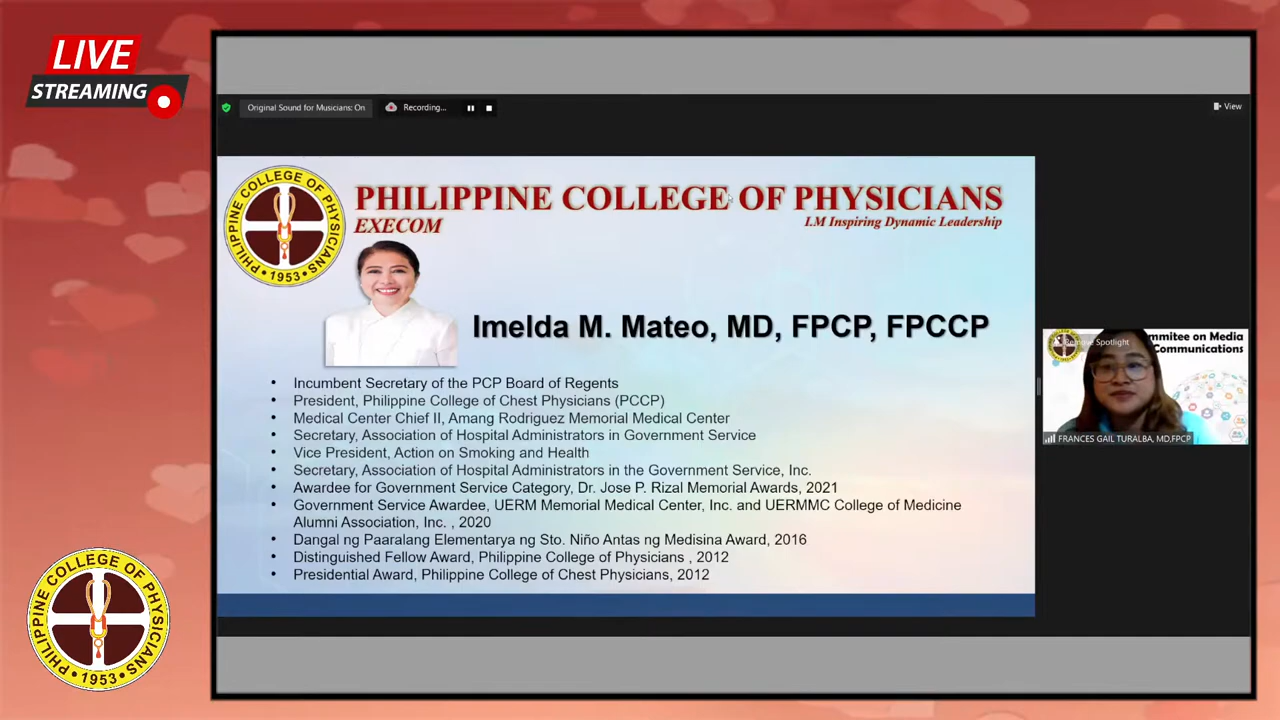 LIVE
STREAMING
Original Sound for Musicians: On
Recording...
View
PHILIPPINE COLLEGE OF PHYSICIANS
1953
PHILIPPINE COLLEGE OF PHYSICIANS
EXECOM
I.M Inspiring Dynamic Leadership
Imelda M. Mateo, MD, FPCP, FPCCP
• Incumbent Secretary of the PCP Board of Regents
• President, Philippine College of Chest Physicians (PCCP)
• Medical Center Chief II, Amang Rodriguez Memorial Medical Center
• Secretary, Association of Hospital Administrators in Government Service
• Vice President, Action on Smoking and Health
• Secretary, Association of Hospital Administrators in the Government Service, Inc.
• Awardee for Government Service Category, Dr. Jose P. Rizal Memorial Awards, 2021
• Government Service Awardee, UERM Memorial Medical Center, Inc. and UERMMC College of Medicine
Alumni Association, Inc. , 2020
• Dangal ng Paaralang Elementarya ng Sto. Niño Antas ng Medisina Award, 2016
• Distinguished Fellow Award, Philippine College of Physicians , 2012
• Presidential Award, Philippine College of Chest Physicians, 2012
mmitee on Media
Communications
Remove Spotlight
FRANCES GAIL TURALBA, MD,FPCP
PHILIPPINE COLLEGE OF PHYSICIANS
1953